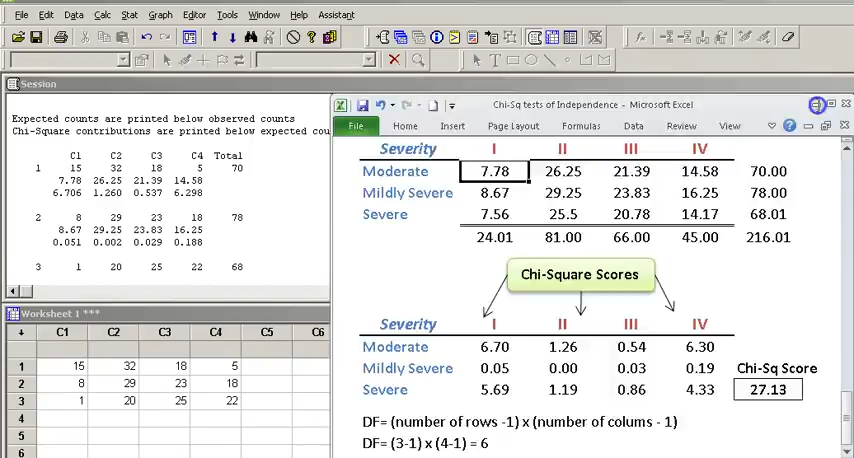 File Edit Data Calc Stat Graph Editor Tools Window Help Assistant
Session
Expected counts are printed below observed counts
Chi-Square contributions are printed below expected cou
C1 C2 C3 C4 Total
1 15 32 18 5 70
7.78 26.25 21.39 14.58
6.706 1.260 0.537 6.298
2 8 29 23 18 78
8.67 29.25 23.83 16.25
0.051 0.002 0.029 0.188
3 1 20 25 22 68
Worksheet 1 ***
C1 C2 C3 C4 C5 C6
1 15 32 18 5
2 8 29 23 18
3 1 20 25 22
4
5
6
Chi-Sq tests of Independence - Microsoft Excel
File Home Insert Page Layout Formulas Data Review View
Severity I II III IV
Moderate 7.78 26.25 21.39 14.58 70.00
Mildly Severe 8.67 29.25 23.83 16.25 78.00
Severe 7.56 25.5 20.78 14.17 68.01
24.01 81.00 66.00 45.00 216.01
Chi-Square Scores
Severity I II III IV
Moderate 6.70 1.26 0.54 6.30
Mildly Severe 0.05 0.00 0.03 0.19 Chi-Sq Score
Severe 5.69 1.19 0.86 4.33 27.13
DF= (number of rows -1) x (number of colums - 1)
DF= (3-1) x (4-1) = 6